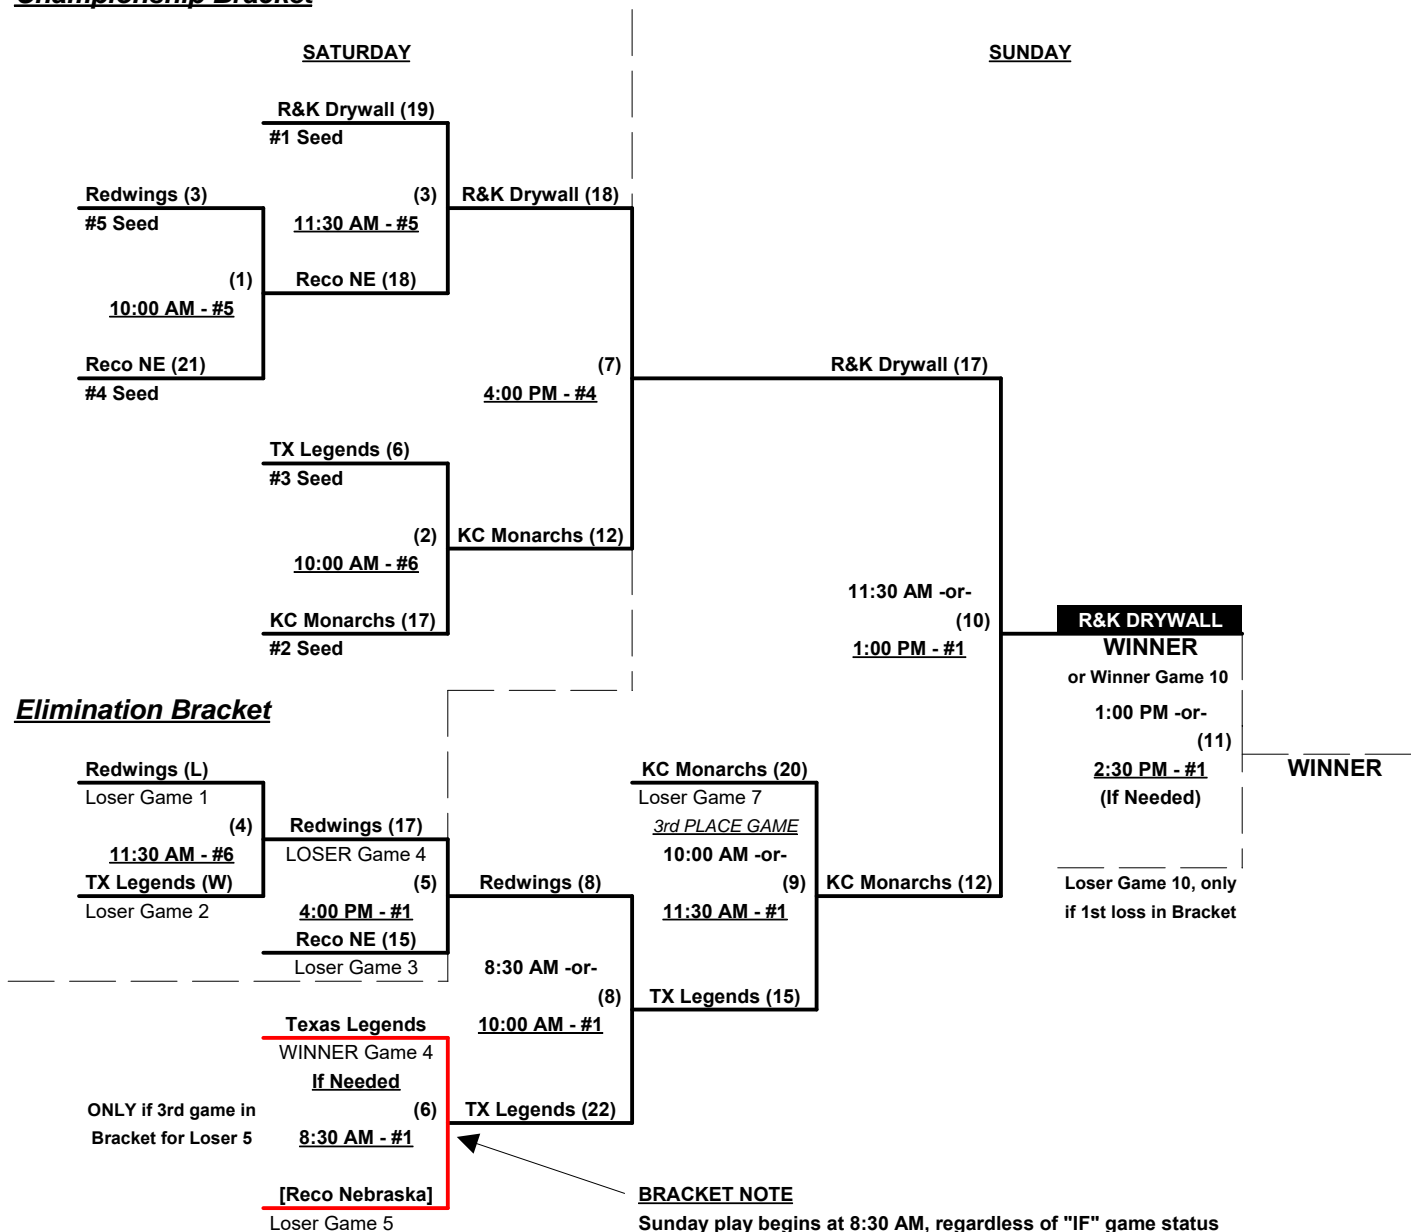 Championship Bracket
SATURDAY
SUNDAY
R&K Drywall (19)
#1 Seed
Redwings (3)
#5 Seed
(3)
11:30 AM - #5
R&K Drywall (18)
(1)
10:00 AM - #5
Reco NE (18)
Reco NE (21)
#4 Seed
(7)
4:00 PM - #4
R&K Drywall (17)
TX Legends (6)
#3 Seed
(2)
10:00 AM - #6
KC Monarchs (12)
KC Monarchs (17)
#2 Seed
11:30 AM -or-
(10)
1:00 PM - #1
R&K DRYWALL
WINNER
or Winner Game 10
1:00 PM -or-
(11)
2:30 PM - #1
(If Needed)
WINNER
Loser Game 10, only
if 1st loss in Bracket
Elimination Bracket
Redwings (L)
Loser Game 1
(4)
11:30 AM - #6
TX Legends (W)
Loser Game 2
Redwings (17)
LOSER Game 4
(5)
4:00 PM - #1
Reco NE (15)
Loser Game 3
Redwings (8)
KC Monarchs (20)
Loser Game 7
3rd PLACE GAME
10:00 AM -or-
(9)
11:30 AM - #1
KC Monarchs (12)
8:30 AM -or-
(8)
10:00 AM - #1
TX Legends (15)
Texas Legends
WINNER Game 4
If Needed
(6)
8:30 AM - #1
ONLY if 3rd game in
Bracket for Loser 5
TX Legends (22)
[Reco Nebraska]
Loser Game 5
BRACKET NOTE
Sunday play begins at 8:30 AM, regardless of "IF" game status